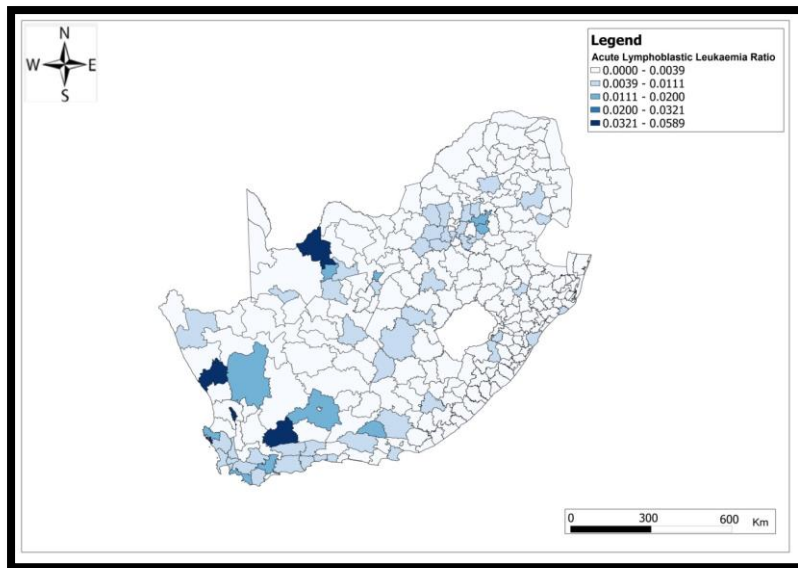 N
W E
S
Legend
Acute Lymphoblastic Leukaemia Ratio
0.0000 - 0.0039
0.0039 - 0.0111
0.0111 - 0.0200
0.0200 - 0.0321
0.0321 - 0.0589
0 300 600 Km